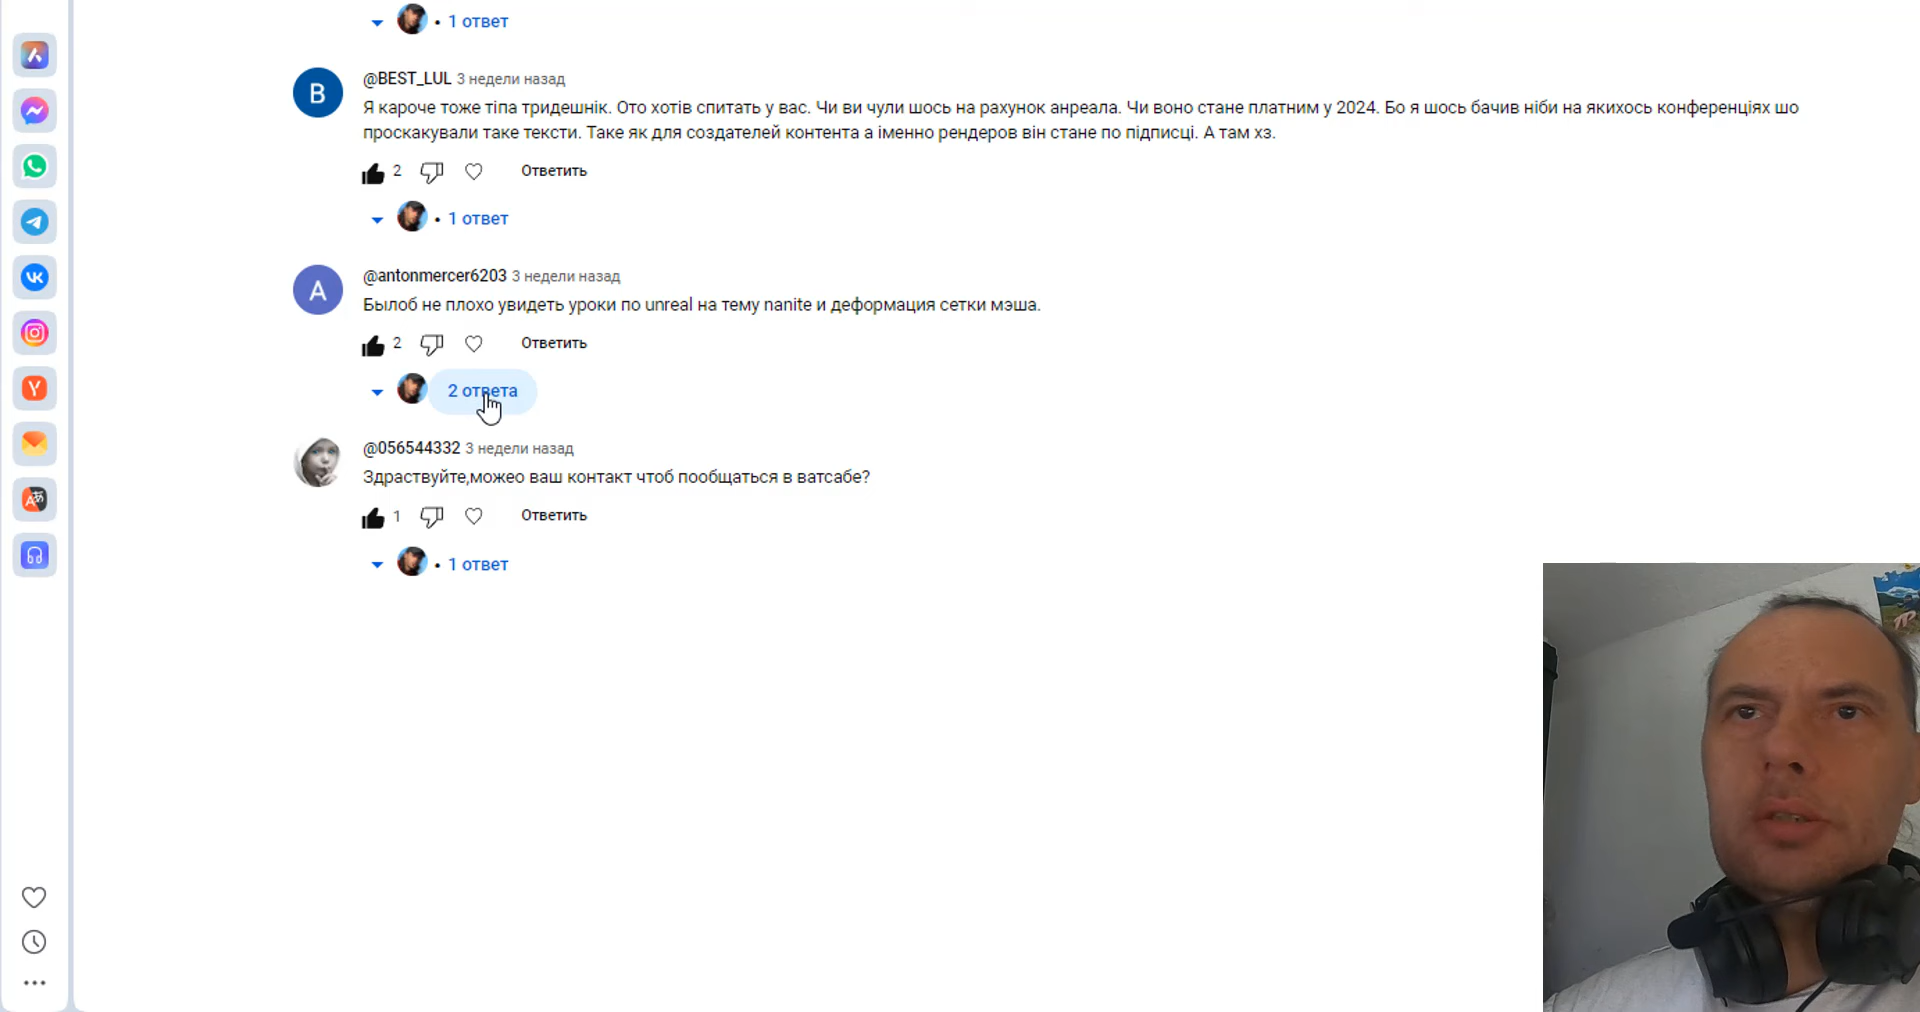 • 1 ответ
@BEST_LUL 3 недели назад
Я кароче тоже тіпа тридешнік. Ото хотів спитать у вас. Чи ви чули шось на рахунок анреала. Чи воно стане платним у 2024. Бо я шось бачив ніби на якихось конференціях шо
проскакували таке тексти. Таке як для создателей контента а іменно рендеров він стане по підписці. А там хз.
2 Ответить
• 1 ответ
@antonmercer6203 3 недели назад
Былоб не плохо увидеть уроки по unreal на тему nanite и деформация сетки мэша.
2 Ответить
2 ответа
@056544332 3 недели назад
Здраствуйте,можео ваш контакт чтоб пообщаться в ватсабе?
1 Ответить
• 1 ответ